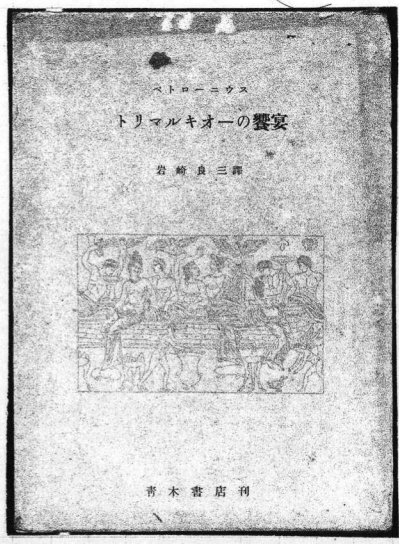 ペトローニウス
トリマルキオーの饗宴
岩崎良三譯
青木書店刊